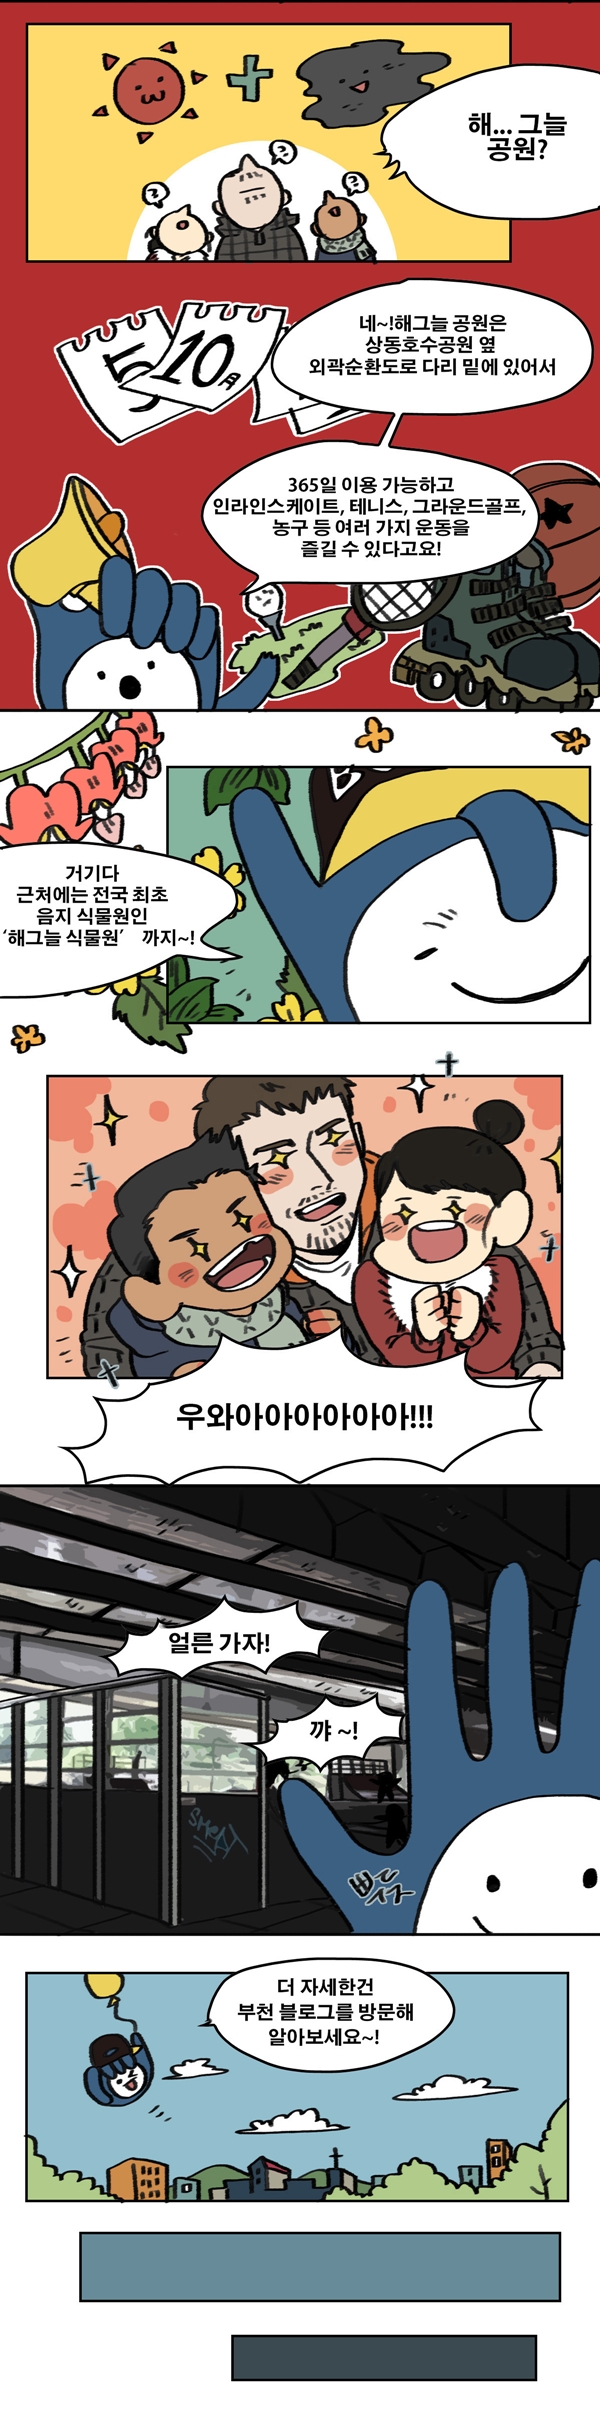 ?
?
?
해... 그늘
공원?
5
10月
네~!해그늘 공원은
상동호수공원 옆
외곽순환도로 다리 밑에 있어서
365일 이용 가능하고
인라인스케이트, 테니스, 그라운드골프,
농구 등 여러 가지 운동을
즐길 수 있다고요!
거기다
근처에는 전국 최초
음지 식물원인
‘해그늘 식물원’ 까지~!
우와아아아아아아!!!
얼른 가자!
꺄 ~!
더 자세한건
부천 블로그를 방문해
알아보세요~!